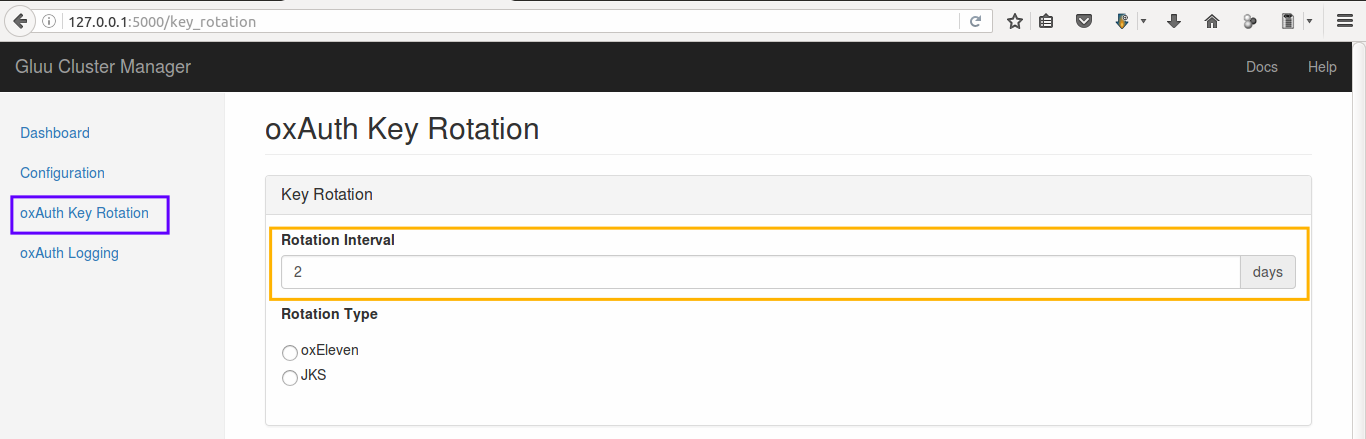 127.0.0.1:5000/key_rotation
Gluu Cluster Manager Docs Help
Dashboard
Configuration
oxAuth Key Rotation
oxAuth Logging
oxAuth Key Rotation
Key Rotation
Rotation Interval
2 days
Rotation Type
oxEleven
JKS